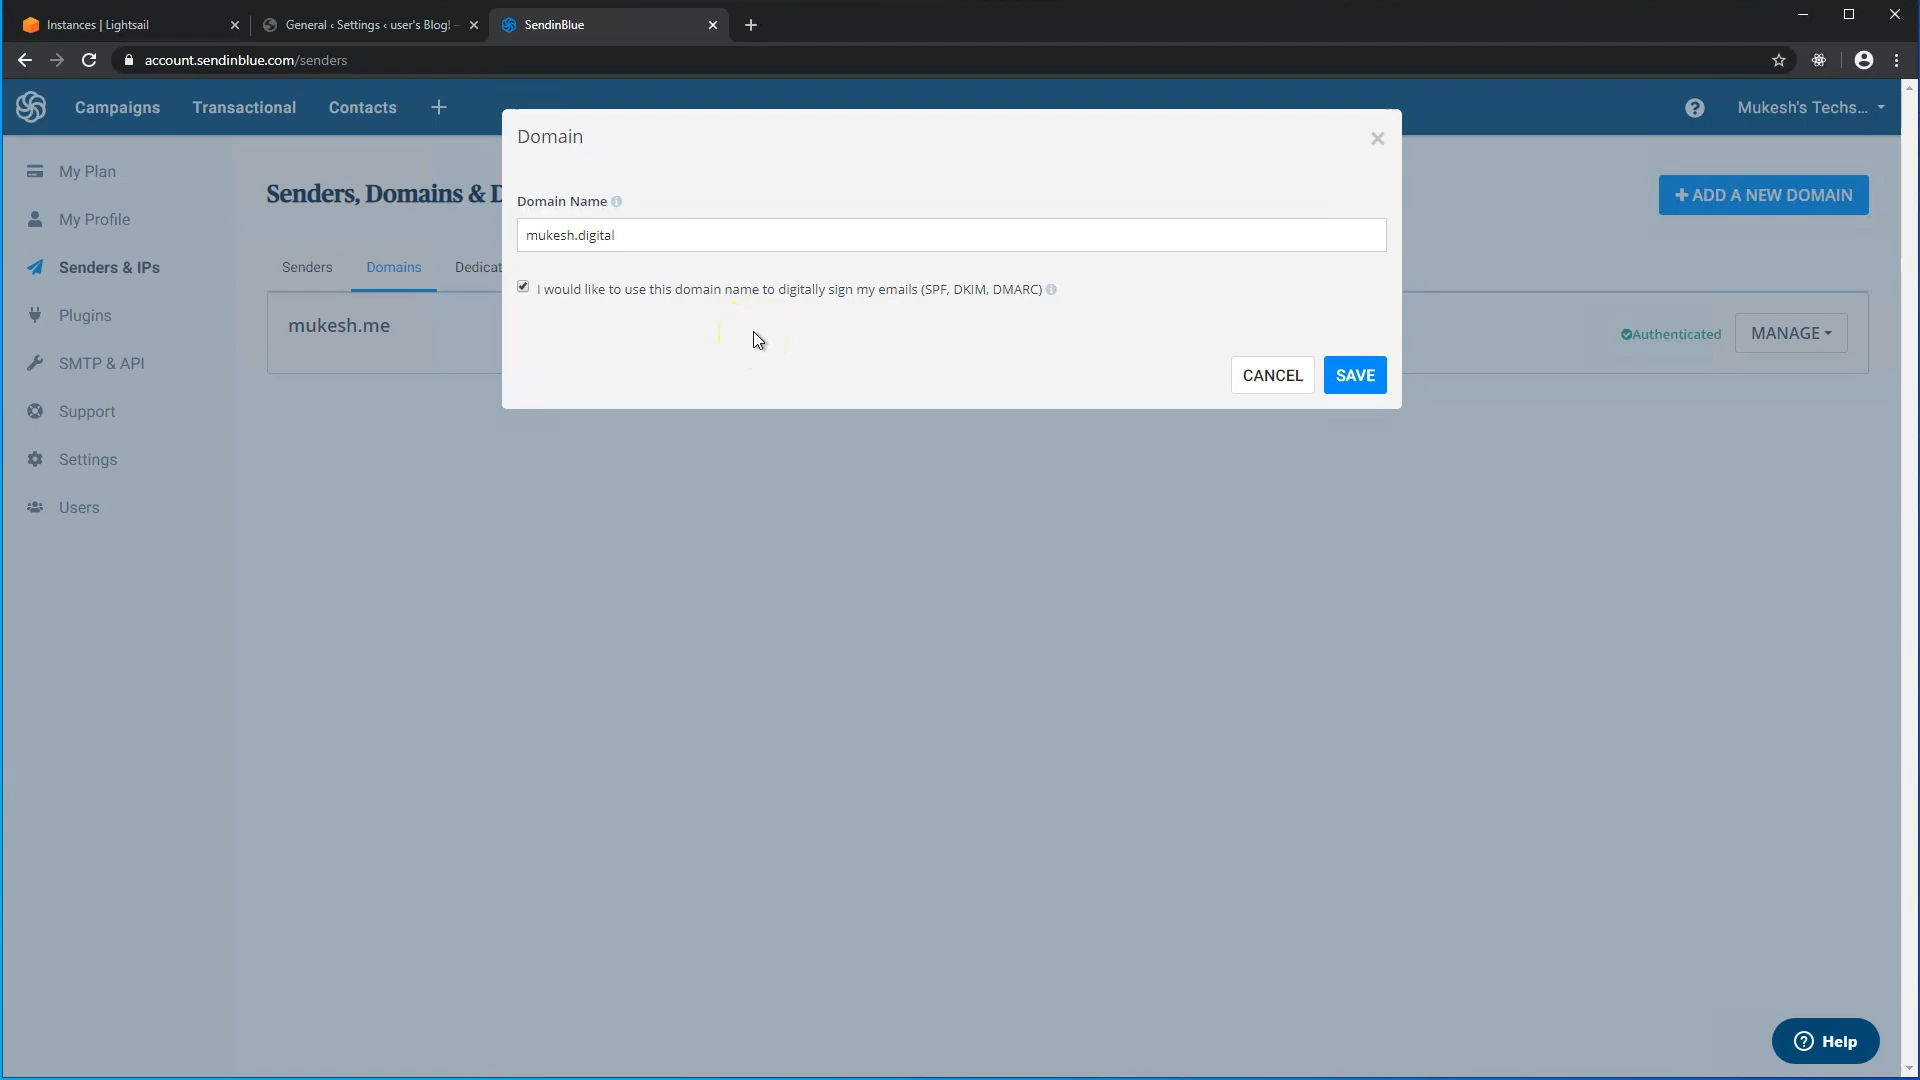 Instances | Lightsail
General ‹ Settings ‹ user's Blog! —
SendinBlue
account.sendinblue.com/senders
Campaigns
Transactional
Contacts
Mukesh's Techs...
My Plan
My Profile
Senders & IPs
Plugins
SMTP & API
Support
Settings
Users
Senders, Domains & D
+ ADD A NEW DOMAIN
Senders
Domains
Dedicat
mukesh.me
Authenticated
MANAGE
Domain
×
Domain Name
mukesh.digital
I would like to use this domain name to digitally sign my emails (SPF, DKIM, DMARC)
CANCEL
SAVE
Help